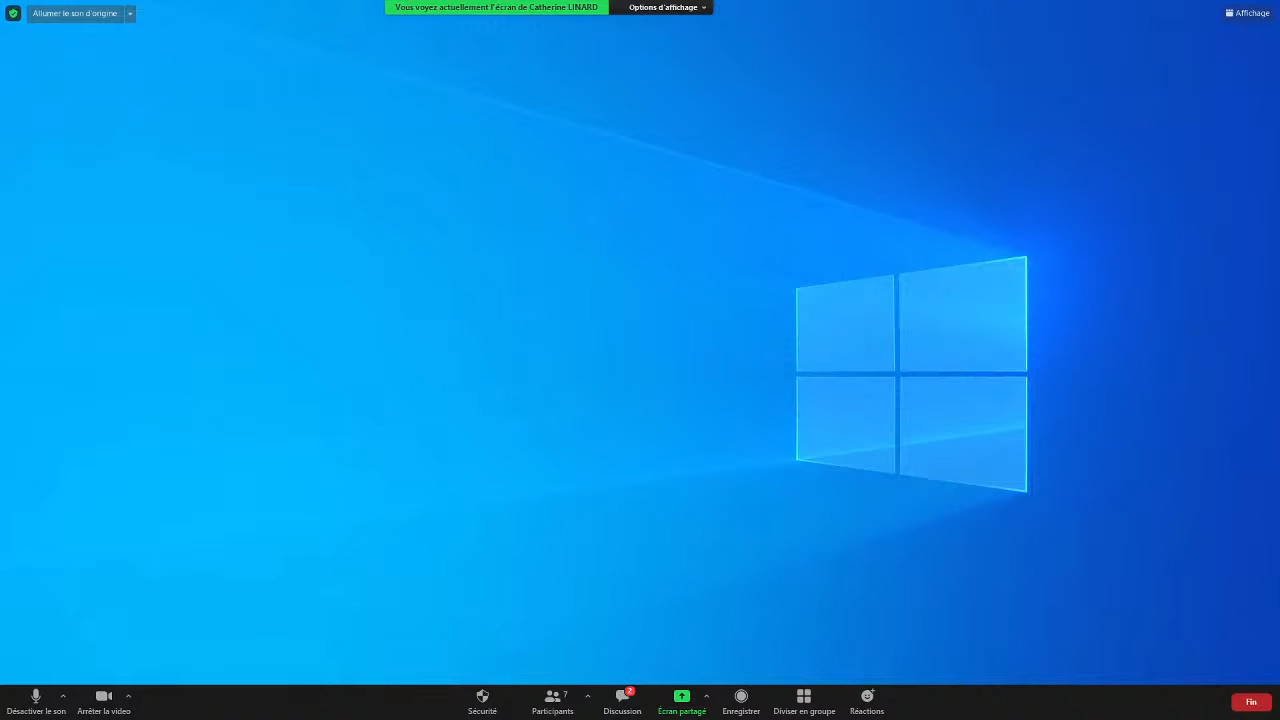 Allumer le son d'origine
Vous voyez actuellement l'écran de Catherine LINARD
Options d'affichage
Affichage
Désactiver le son
Arrêter la video
Sécurité
7
Participants
2
Discussion
Écran partagé
Enregistrer
Diviser en groupe
Réactions
Fin